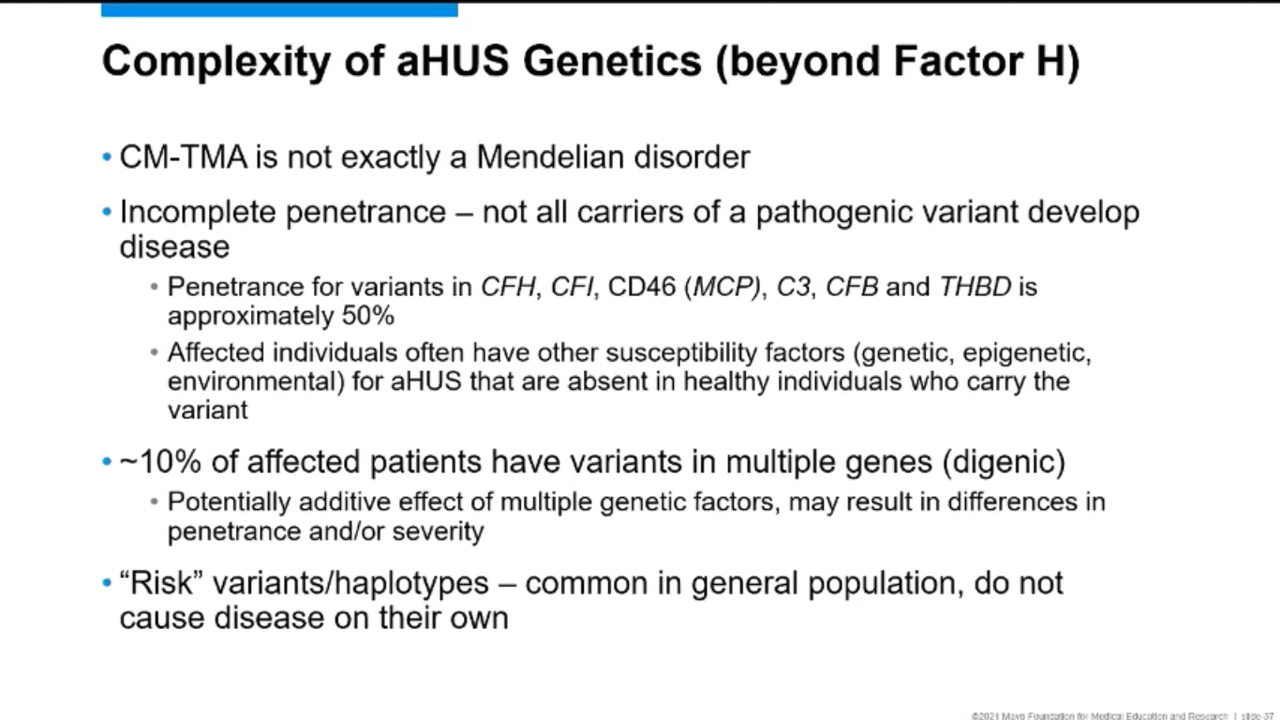 Complexity of aHUS Genetics (beyond Factor H)
• CM-TMA is not exactly a Mendelian disorder
• Incomplete penetrance – not all carriers of a pathogenic variant develop
disease
• Penetrance for variants in CFH, CFI, CD46 (MCP), C3, CFB and THBD is
approximately 50%
• Affected individuals often have other susceptibility factors (genetic, epigenetic,
environmental) for aHUS that are absent in healthy individuals who carry the
variant
• ~10% of affected patients have variants in multiple genes (digenic)
• Potentially additive effect of multiple genetic factors, may result in differences in
penetrance and/or severity
• “Risk” variants/haplotypes – common in general population, do not
cause disease on their own
©2021 Mayo Foundation for Medical Education and Research | slide-37